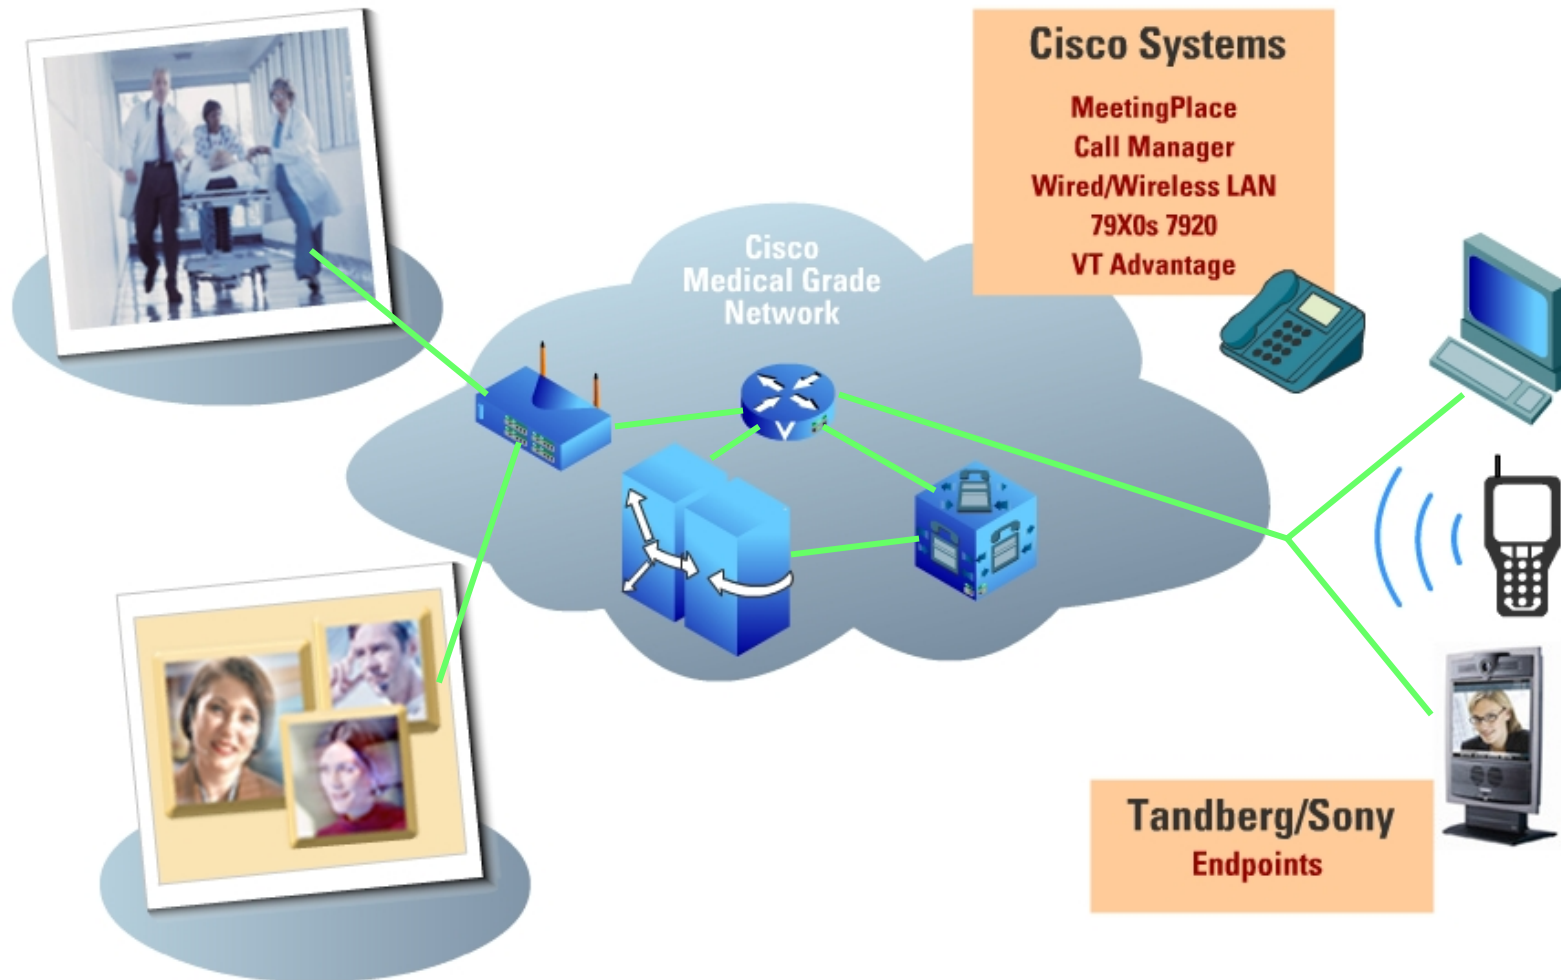 Cisco Systems
MeetingPlace
Call Manager
Wired/Wireless LAN
79X0s 7920
VT Advantage
Cisco
Medical Grade
Network
V
Tandberg/Sony
Endpoints